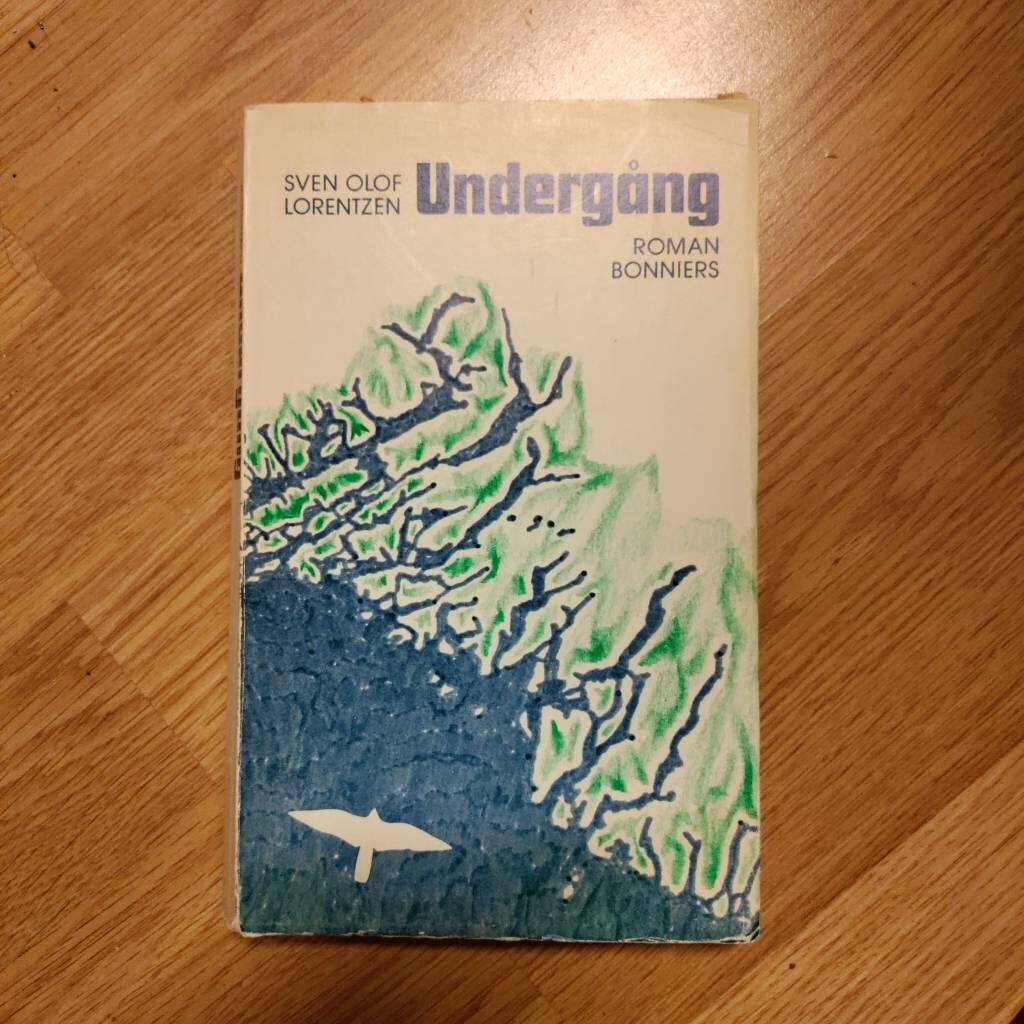 SVEN OLOF
LORENTZEN
Undergång
ROMAN
BONNIERS